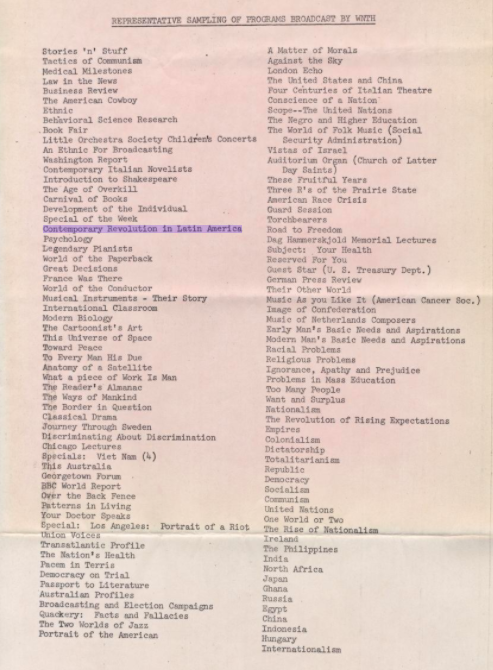 REPRESENTATIVE SAMPLING OF PROGRAMS BROADCAST BY WNTH
Stories 'n' Stuff
Tactics of Communism
Medical Milestones
Law in the News
Business Review
The American Cowboy
Ethnic
Behavioral Science Research
Book Fair
Little Orchestra Society Children's Concerts
An Ethnic For Broadcasting
Washington Report
Contemporary Italian Novelists
Introduction to Shakespeare
The Age of Overkill
Carnival of Books
Development of the Individual
Special of the Week
Contemporary Revolution in Latin America
Psychology
Legendary Pianists
World of the Paperback
Great Decisions
France Was There
World of the Conductor
Musical Instruments - Their Story
International Classroom
Modern Biology
The Cartoonist's Art
This Universe of Space
Toward Peace
To Every Man His Due
Anatomy of a Satellite
What a piece of Work Is Man
The Reader's Almanac
The Ways of Mankind
The Border in Question
Classical Drama
Journey Through Sweden
Discriminating About Discrimination
Chicago Lectures
Specials: Viet Nam (4)
This Australia
Georgetown Forum
BBC World Report
Over the Back Fence
Patterns in Living
Your Doctor Speaks
Special: Los Angeles: Portrait of a Riot
Union Voices
Transatlantic Profile
The Nation's Health
Pacem in Terris
Democracy on Trial
Passport to Literature
Australian Profiles
Broadcasting and Election Campaigns
Quackery: Facts and Fallacies
The Two Worlds of Jazz
Portrait of the American
A Matter of Morals
Against the Sky
London Echo
The United States and China
Four Centuries of Italian Theatre
Conscience of a Nation
Scope--The United Nations
The Negro and Higher Education
The World of Folk Music (Social
Security Administration)
Vistas of Israel
Auditorium Organ (Church of Latter
Day Saints)
These Fruitful Years
Three R's of the Prairie State
American Race Crisis
Guard Session
Torchbearers
Road to Freedom
Dag Hammerskjold Memorial Lectures
Subject: Your Health
Reserved For You
Guest Star (U. S. Treasury Dept.)
German Press Review
Their Other World
Music As you Like It (American Cancer Soc.)
Image of Confederation
Music of Netherlands Composers
Early Man's Basic Needs and Aspirations
Modern Man's Basic Needs and Aspirations
Racial Problems
Religious Problems
Ignorance, Apathy and Prejudice
Problems in Mass Education
Too Many People
Want and Surplus
Nationalism
The Revolution of Rising Expectations
Empires
Colonialism
Dictatorship
Totalitarianism
Republic
Democracy
Socialism
Communism
United Nations
One World or Two
The Rise of Nationalism
Ireland
The Philippines
India
North Africa
Japan
Ghana
Russia
Egypt
China
Indonesia
Hungary
Internationalism